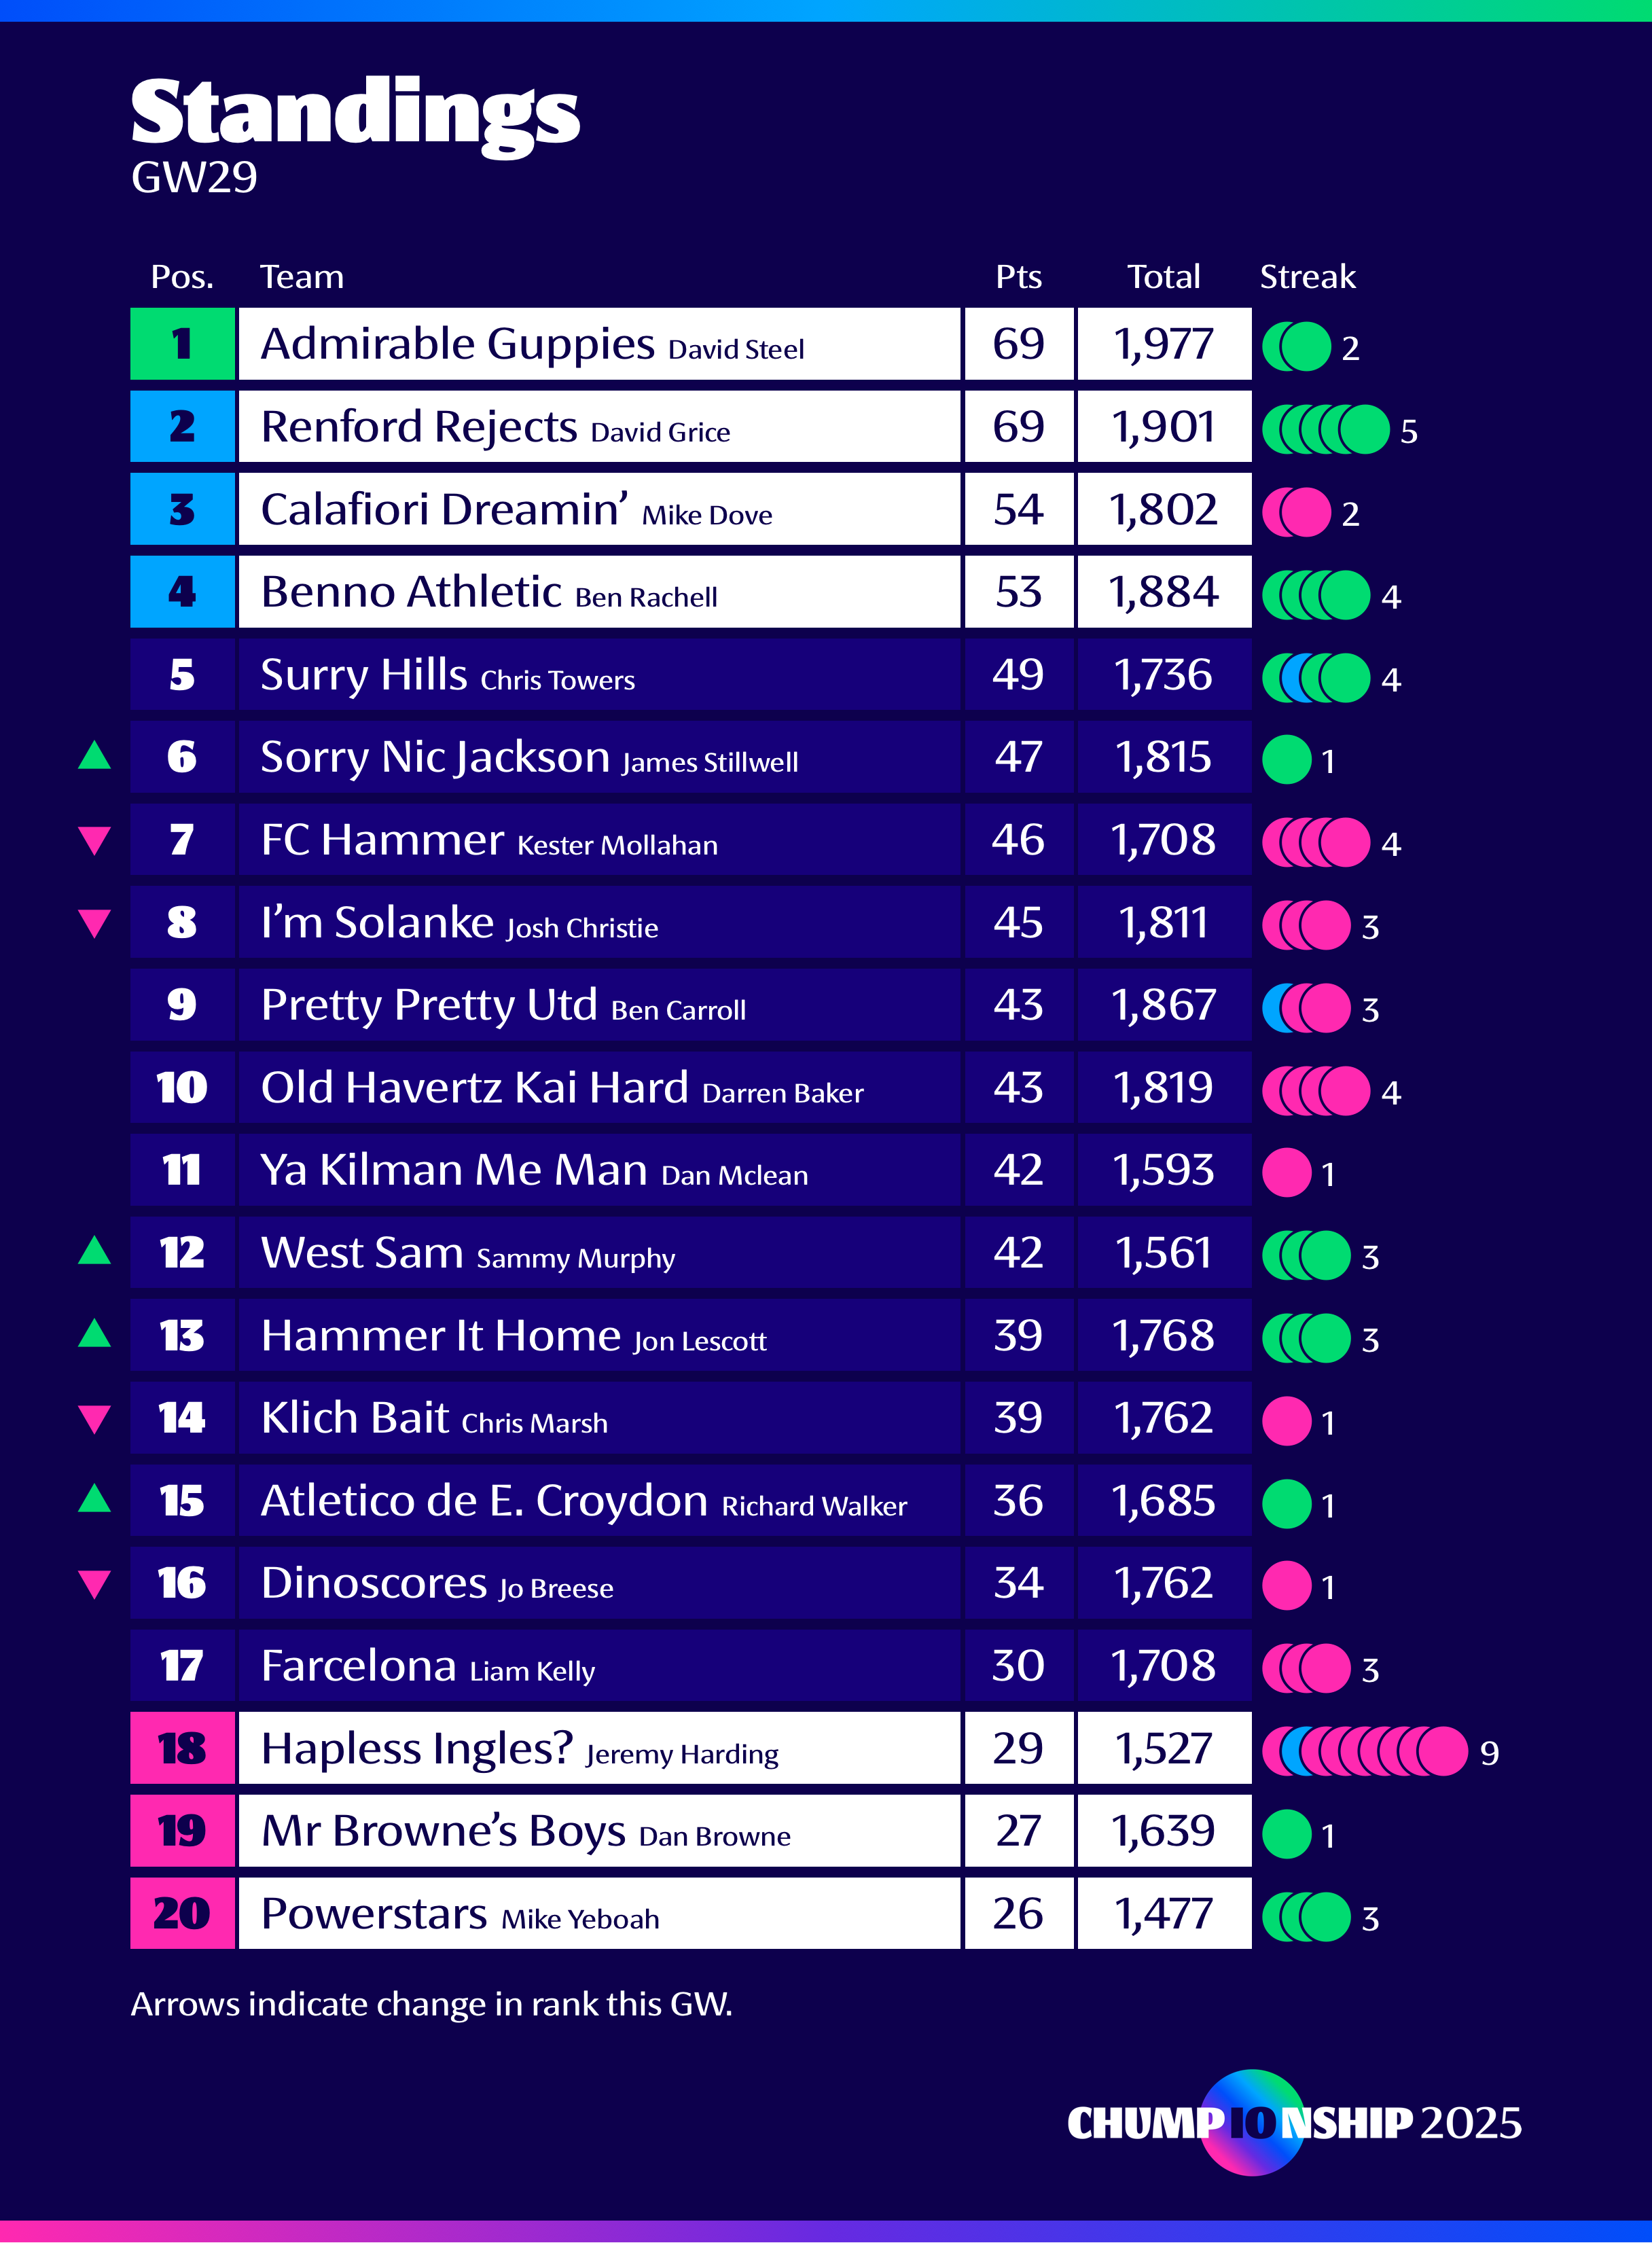 Standings
GW29
Pos. Team Pts Total Streak
1 Admirable Guppies David Steel 69 1,977 2
2 Renford Rejects David Grice 69 1,901 5
3 Calafiori Dreamin’ Mike Dove 54 1,802 2
4 Benno Athletic Ben Rachell 53 1,884 4
5 Surry Hills Chris Towers 49 1,736 4
6 Sorry Nic Jackson James Stillwell 47 1,815 1
7 FC Hammer Kester Mollahan 46 1,708 4
8 I’m Solanke Josh Christie 45 1,811 3
9 Pretty Pretty Utd Ben Carroll 43 1,867 3
10 Old Havertz Kai Hard Darren Baker 43 1,819 4
11 Ya Kilman Me Man Dan Mclean 42 1,593 1
12 West Sam Sammy Murphy 42 1,561 3
13 Hammer It Home Jon Lescott 39 1,768 3
14 Klich Bait Chris Marsh 39 1,762 1
15 Atletico de E. Croydon Richard Walker 36 1,685 1
16 Dinoscores Jo Breese 34 1,762 1
17 Farcelona Liam Kelly 30 1,708 3
18 Hapless Ingles? Jeremy Harding 29 1,527 9
19 Mr Browne’s Boys Dan Browne 27 1,639 1
20 Powerstars Mike Yeboah 26 1,477 3
Arrows indicate change in rank this GW.
CHUMPIONSHIP 2025